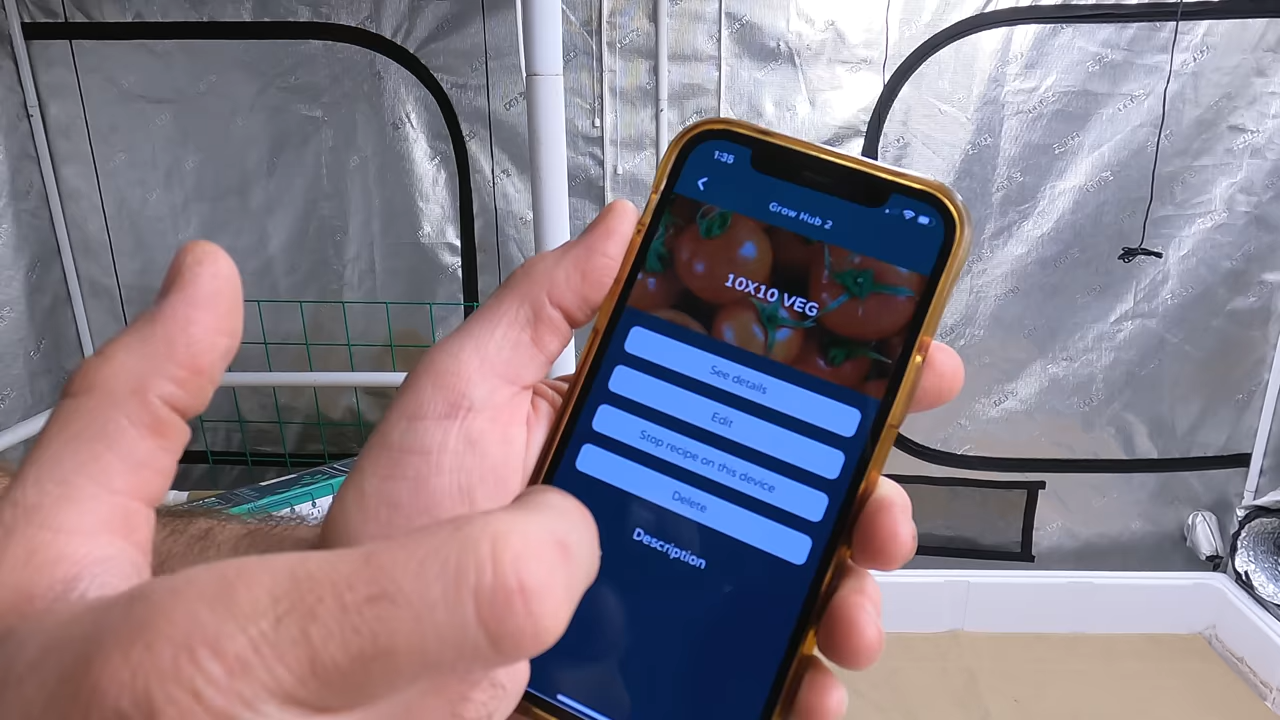 1:35
Grow Hub 2
10X10 VEG
See details
Edit
Stop recipe on this device
Delete
Description